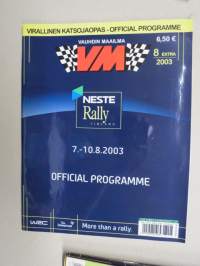 VIRALLINEN KATSOJAOPAS - OFFICIAL PROGRAMME
VAUHDIN MAAILMA
6,50 €
VM
8 EXTRA
2003
NESTE
Rally
FINLAND
7.-10.8.2003
OFFICIAL PROGRAMME
WRC
More than a rally.